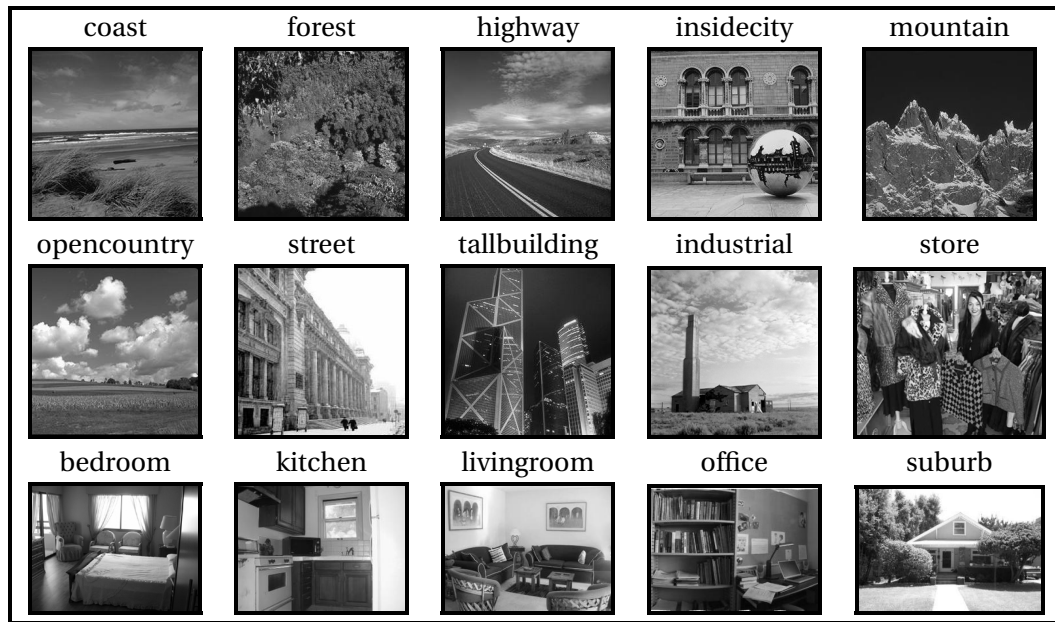 coast forest highway insidecity mountain
opencountry street tallbuilding industrial store
bedroom kitchen livingroom office suburb